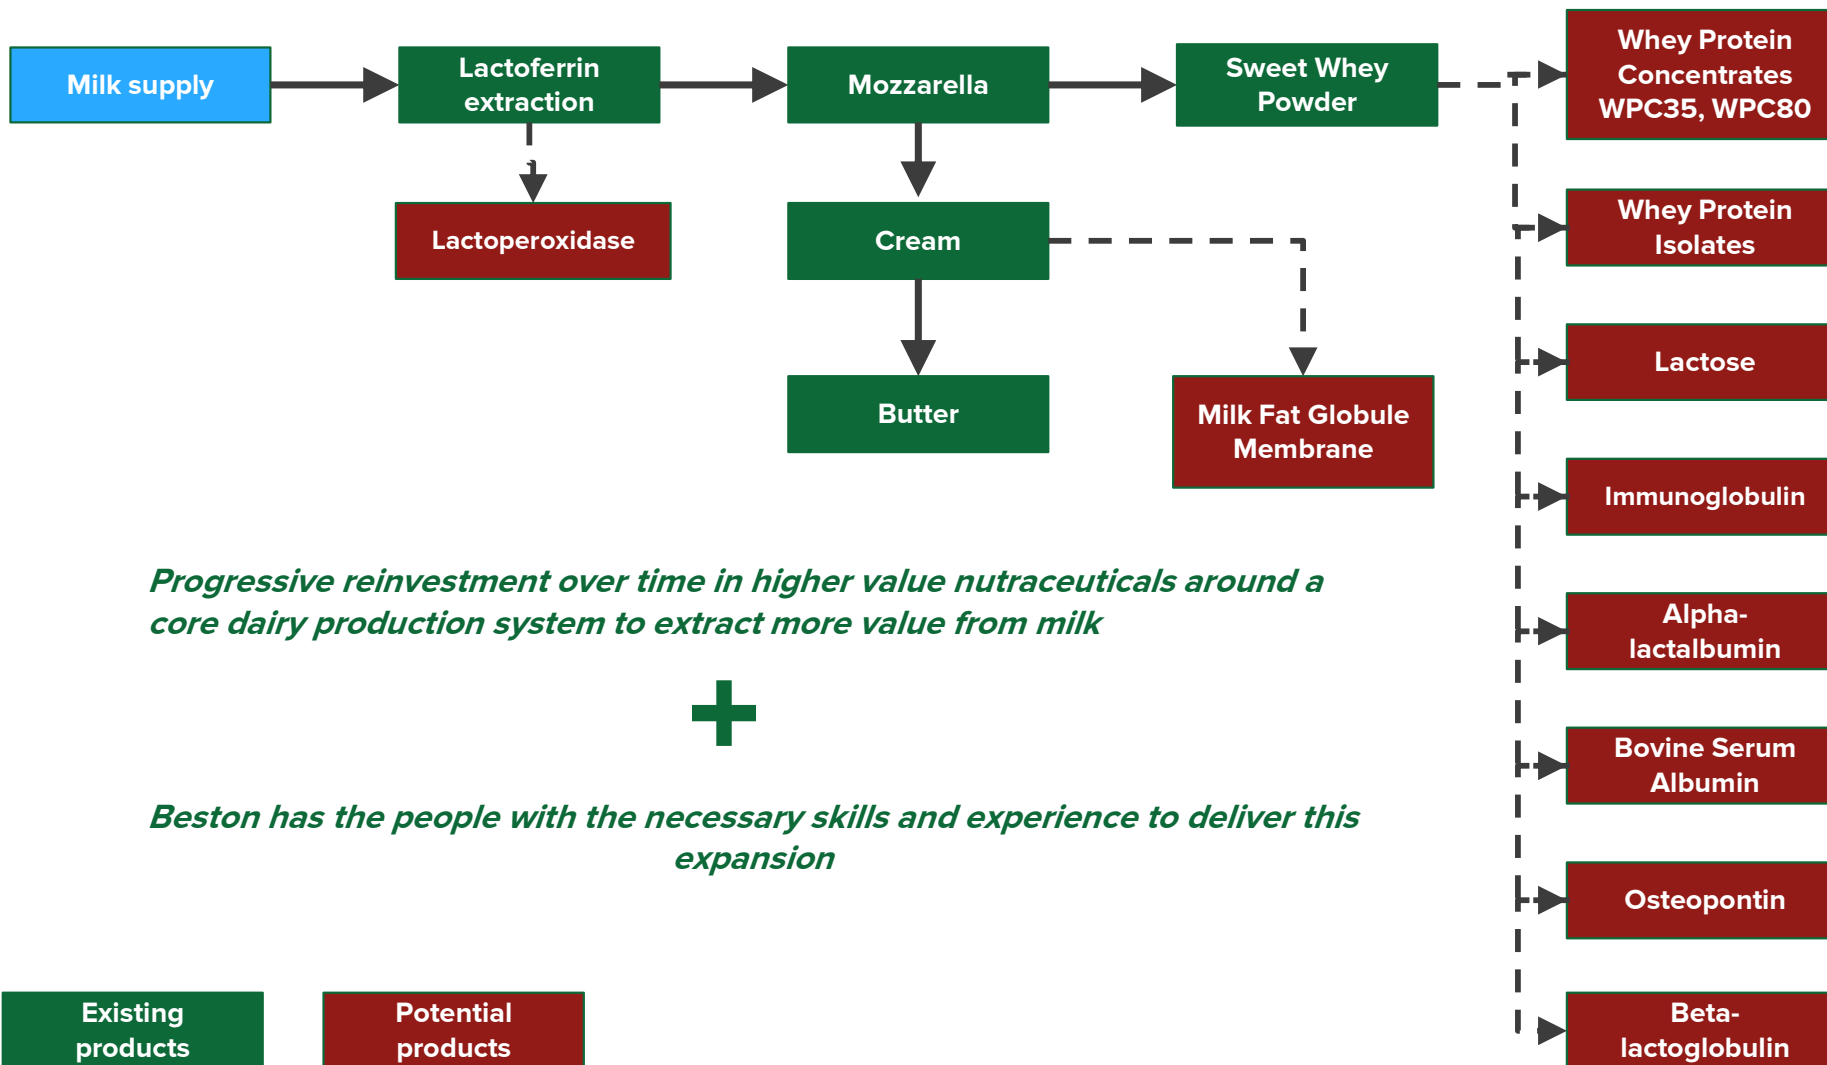 Milk supply
Lactoferrin
extraction
Mozzarella
Sweet Whey
Powder
Whey Protein
Concentrates
WPC35, WPC80
Lactoperoxidase
Cream
Whey Protein
Isolates
Lactose
Butter
Milk Fat Globule
Membrane
Immunoglobulin
Progressive reinvestment over time in higher value nutraceuticals around a
core dairy production system to extract more value from milk
Alpha-
lactalbumin
+
Bovine Serum
Albumin
Beston has the people with the necessary skills and experience to deliver this
expansion
Osteopontin
Existing
products
Potential
products
Beta-
lactoglobulin